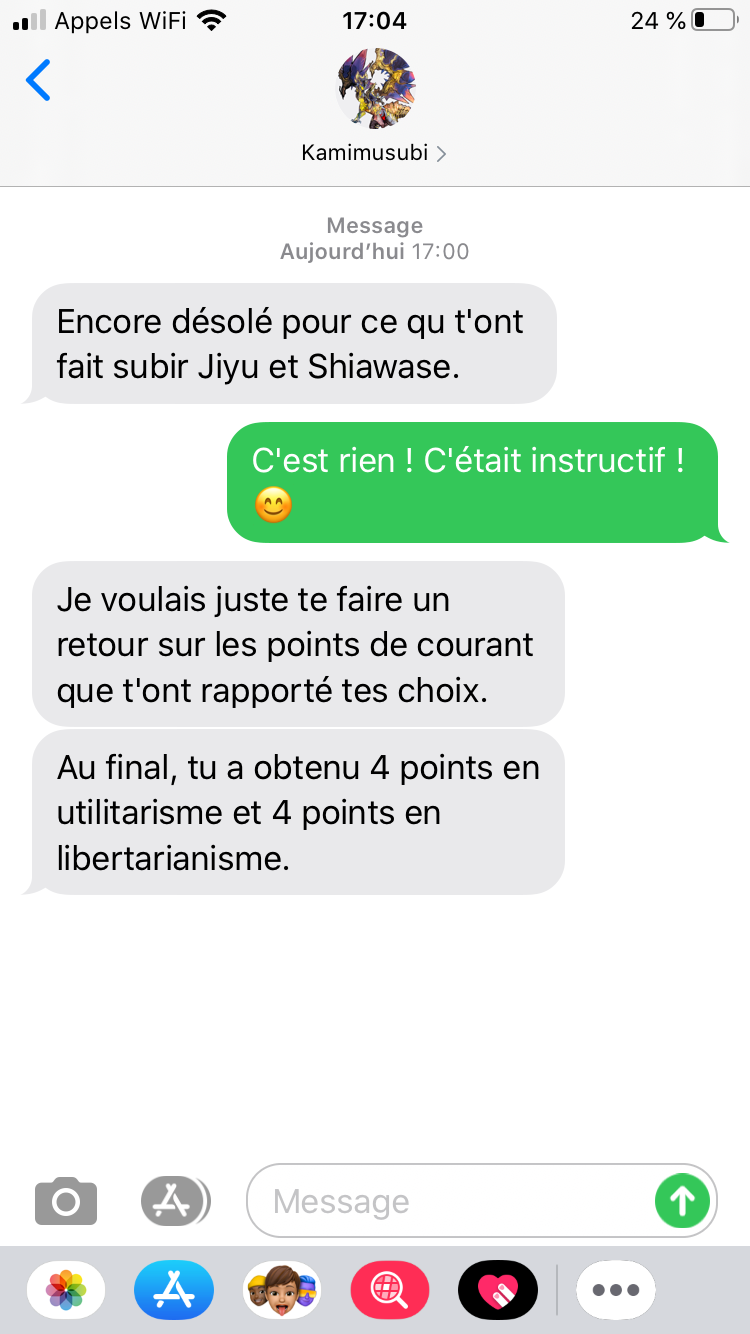 Appels WiFi 17:04 24 %
Kamimusubi
Message
Aujourd’hui 17:00
Encore désolé pour ce qu t'ont
fait subir Jiyu et Shiawase.
C'est rien ! C'était instructif !
😊
Je voulais juste te faire un
retour sur les points de courant
que t'ont rapporté tes choix.
Au final, tu a obtenu 4 points en
utilitarisme et 4 points en
libertarianisme.
Message